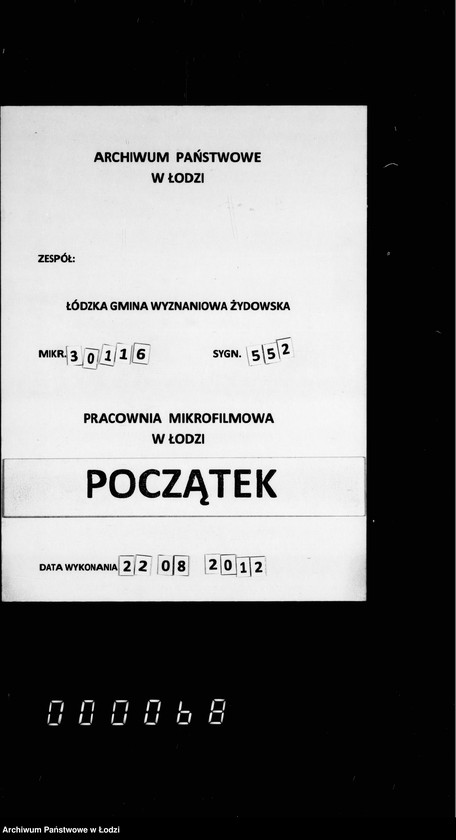 ARCHIWUM PAŃSTWOWE
W ŁODZI
ZESPÓŁ:
ŁÓDZKA GMINA WYZNANIOWA ŻYDOWSKA
MIKR. 30116 SYGN. 552
PRACOWNIA MIKROFILMOWA
W ŁODZI
POCZĄTEK
DATA WYKONANIA 22 08 2012
000068
Archiwum Państwowe w Łodzi